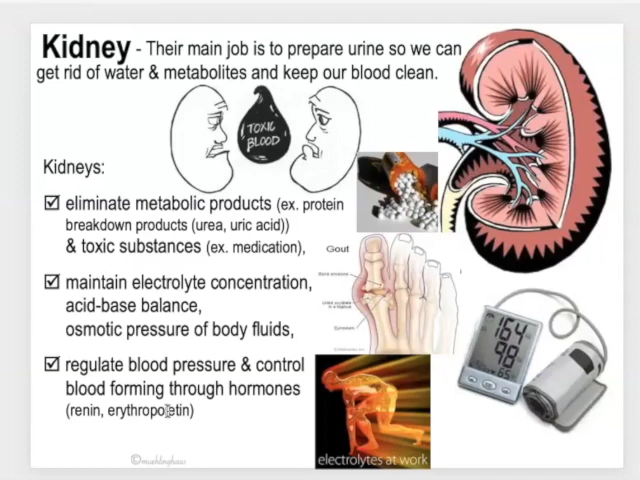 Kidney - Their main job is to prepare urine so we can
get rid of water & metabolites and keep our blood clean.
TOXIC
BLOOD
Kidneys:
☑ eliminate metabolic products (ex. protein
breakdown products (urea, uric acid))
& toxic substances (ex. medication),
Gout
☑ maintain electrolyte concentration,
acid-base balance,
osmotic pressure of body fluids,
164
98
65
☑ regulate blood pressure & control
blood forming through hormones
(renin, erythropoietin)
electrolytes at work
©muehlinghaus